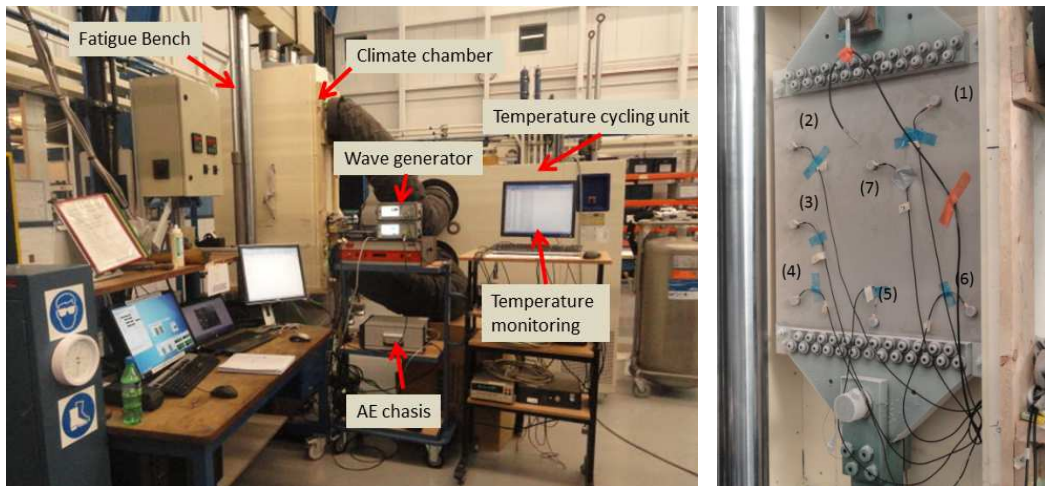 Fatigue Bench
Climate chamber
Temperature cycling unit
Wave generator
Temperature
monitoring
AE chasis
(1)
(2)
(7)
(3)
(4)
(5)
(6)